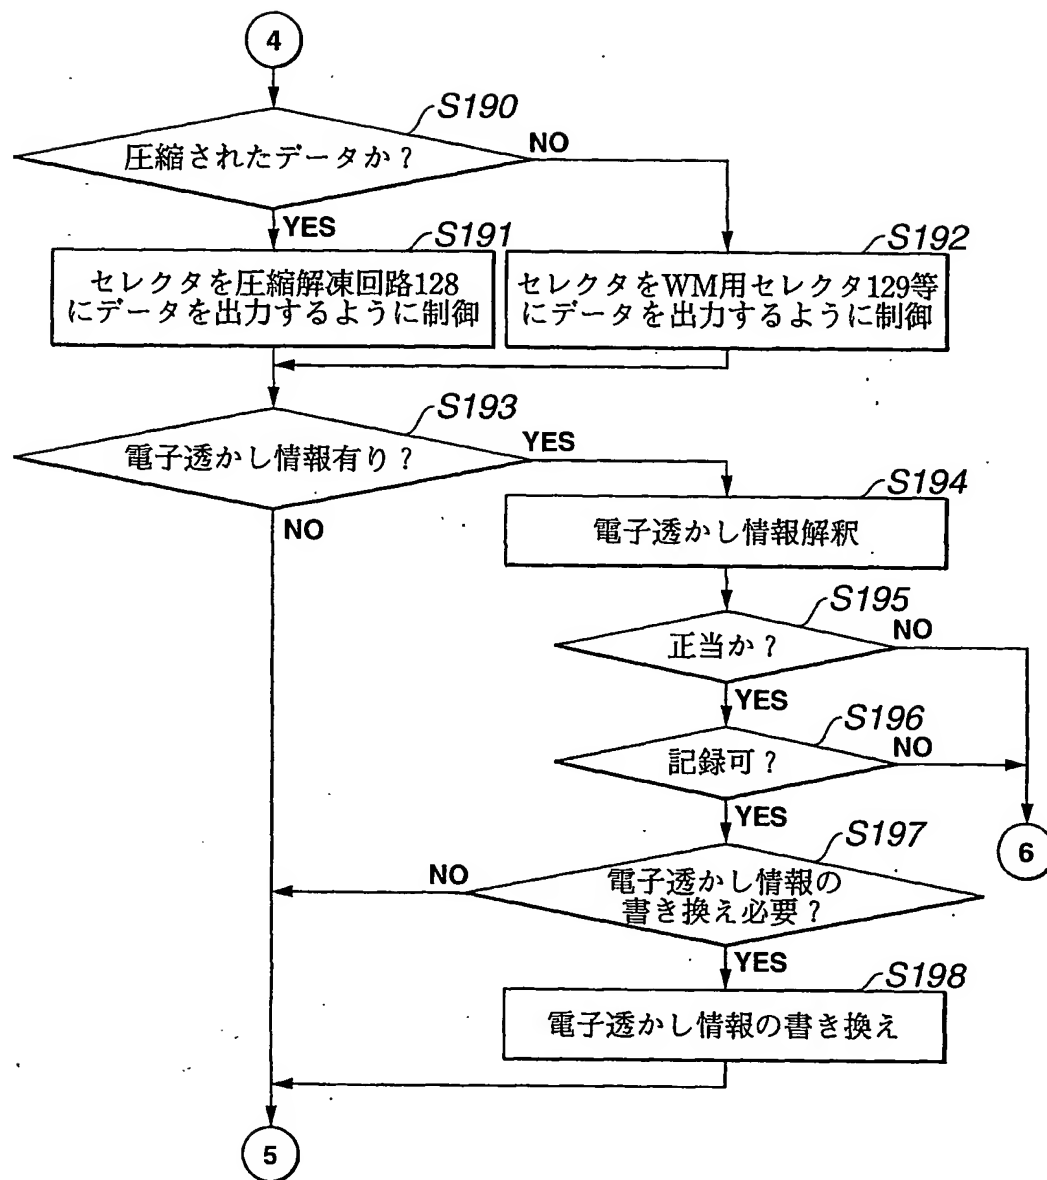 4
S190
圧縮されたデータか?
NO
YES
S191
セレクタを圧縮解凍回路128
にデータを出力するように制御
S192
セレクタをWM用セレクタ129等
にデータを出力するように制御
S193
電子透かし情報有り?
YES
NO
S194
電子透かし情報解釈
S195
正当か?
NO
YES
S196
記録可?
NO
YES
6
S197
電子透かし情報の
書き換え必要?
NO
YES
S198
電子透かし情報の書き換え
5